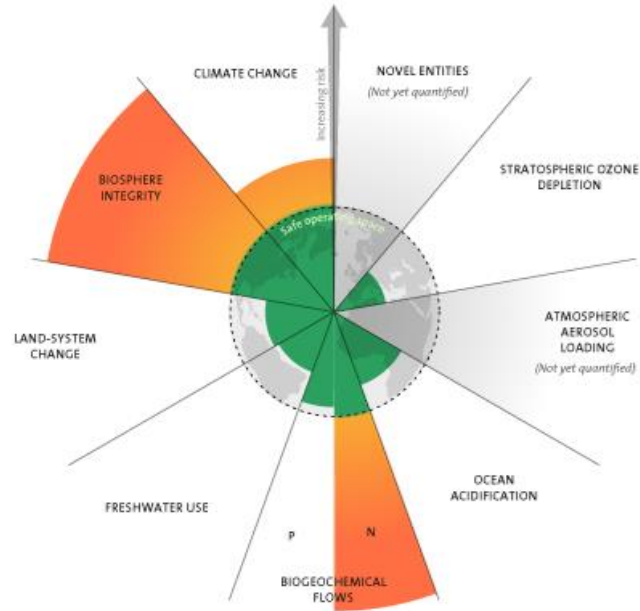 CLIMATE CHANGE
Increasing risk
NOVEL ENTITIES
(Not yet quantified)
STRATOSPHERIC OZONE
DEPLETION
BIOSPHERE
INTEGRITY
Safe operating space
LAND-SYSTEM
CHANGE
ATMOSPHERIC
AEROSOL
LOADING
(Not yet quantified)
FRESHWATER USE
P
N
BIOGEOCHEMICAL
FLOWS
OCEAN
ACIDIFICATION